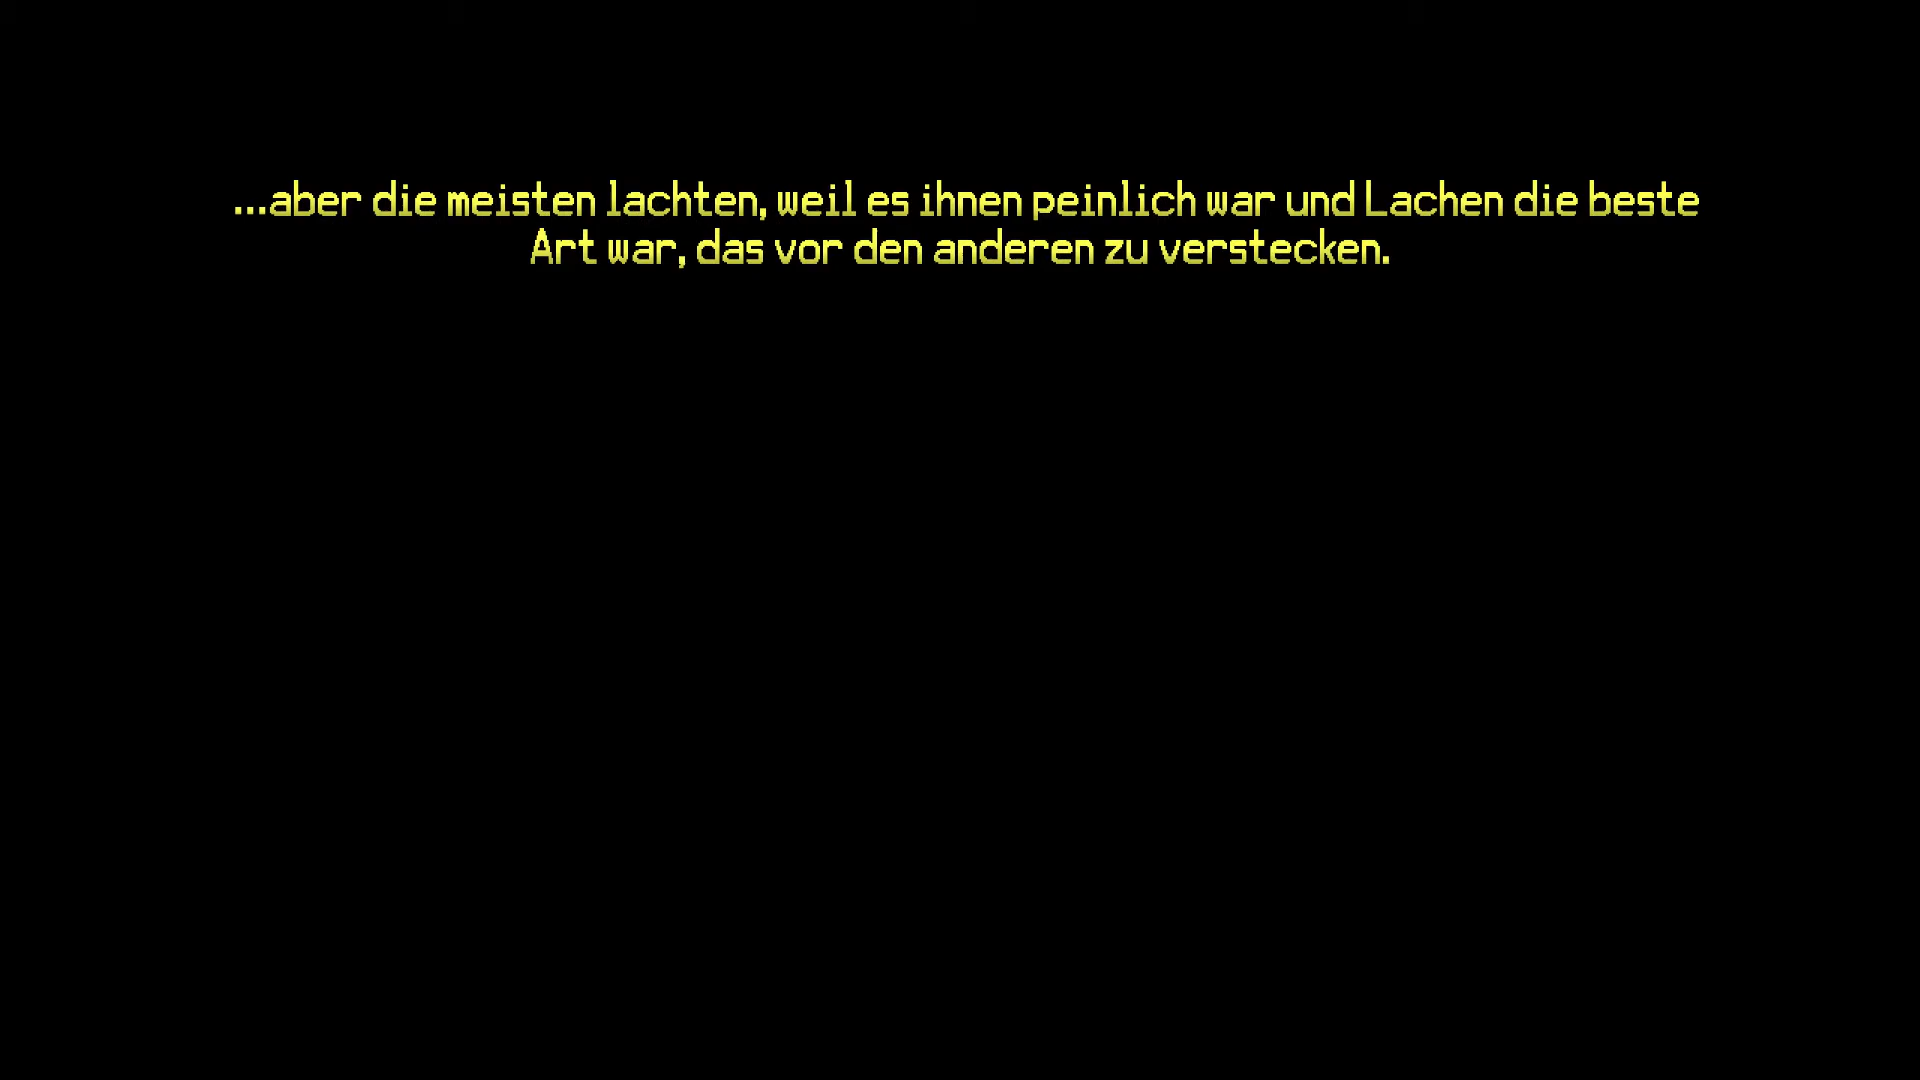 ...aber die meisten lachten, weil es ihnen peinlich war und Lachen die beste
Art war, das vor den anderen zu verstecken.